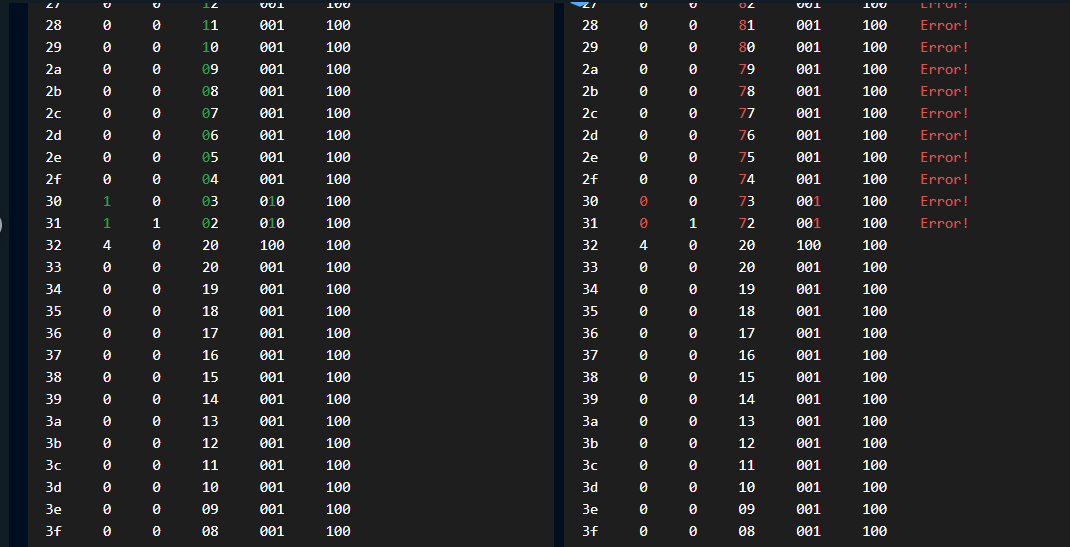 27 0 0 12 001 100 27 0 0 82 001 100 Error!
28 0 0 11 001 100 28 0 0 81 001 100 Error!
29 0 0 10 001 100 29 0 0 80 001 100 Error!
2a 0 0 09 001 100 2a 0 0 79 001 100 Error!
2b 0 0 08 001 100 2b 0 0 78 001 100 Error!
2c 0 0 07 001 100 2c 0 0 77 001 100 Error!
2d 0 0 06 001 100 2d 0 0 76 001 100 Error!
2e 0 0 05 001 100 2e 0 0 75 001 100 Error!
2f 0 0 04 001 100 2f 0 0 74 001 100 Error!
30 1 0 03 010 100 30 0 0 73 001 100 Error!
31 1 1 02 010 100 31 0 1 72 001 100 Error!
32 4 0 20 100 100 32 4 0 20 100 100
33 0 0 20 001 100 33 0 0 20 001 100
34 0 0 19 001 100 34 0 0 19 001 100
35 0 0 18 001 100 35 0 0 18 001 100
36 0 0 17 001 100 36 0 0 17 001 100
37 0 0 16 001 100 37 0 0 16 001 100
38 0 0 15 001 100 38 0 0 15 001 100
39 0 0 14 001 100 39 0 0 14 001 100
3a 0 0 13 001 100 3a 0 0 13 001 100
3b 0 0 12 001 100 3b 0 0 12 001 100
3c 0 0 11 001 100 3c 0 0 11 001 100
3d 0 0 10 001 100 3d 0 0 10 001 100
3e 0 0 09 001 100 3e 0 0 09 001 100
3f 0 0 08 001 100 3f 0 0 08 001 100